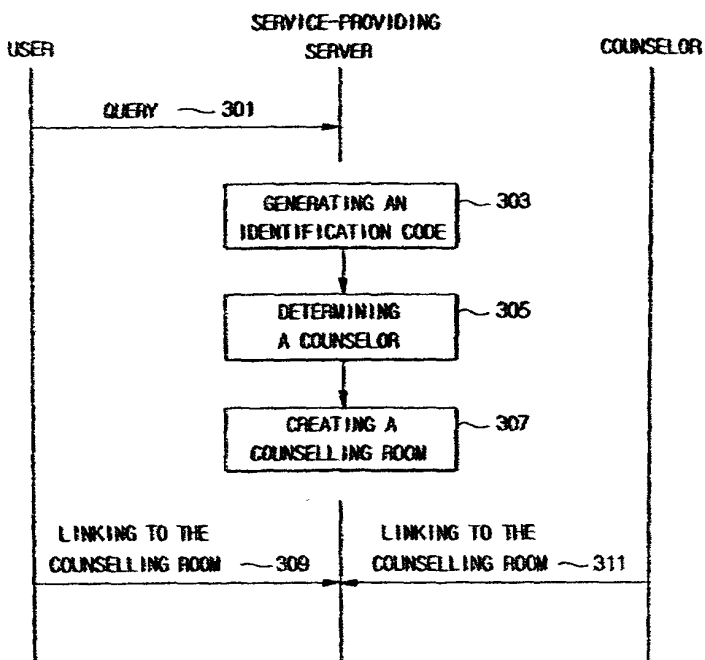 USER
SERVICE-PROVIDING
SERVER
COUNSELOR
QUERY 301
GENERATING AN
IDENTIFICATION CODE
303
DETERMINING
A COUNSELOR
305
CREATING A
COUNSELLING ROOM
307
LINKING TO THE
COUNSELLING ROOM 309
LINKING TO THE
COUNSELLING ROOM 311